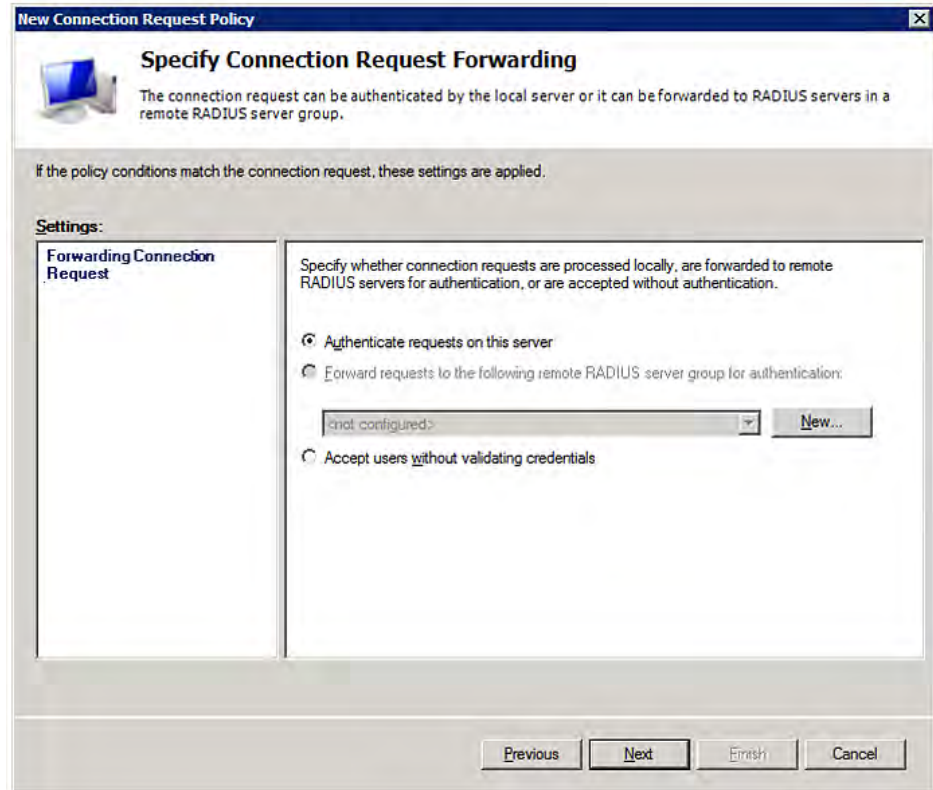 New Connection Request Policy
Specify Connection Request Forwarding
The connection request can be authenticated by the local server or it can be forwarded to RADIUS servers in a
remote RADIUS server group.
If the policy conditions match the connection request, these settings are applied.
Settings:
Forwarding Connection
Request
Specify whether connection requests are processed locally, are forwarded to remote
RADIUS servers for authentication, or are accepted without authentication.
Authenticate requests on this server
Forward requests to the following remote RADIUS server group for authentication:
<not configured>
New...
Accept users without validating credentials
Previous
Next
Finish
Cancel